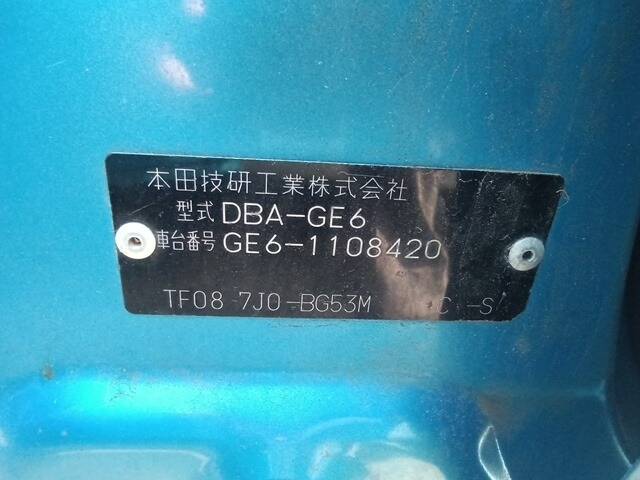 本田技研工業株式会社
型式 DBA-GE6
車台番号 GE6-1108420
TF08 7J0-BG53M C -S